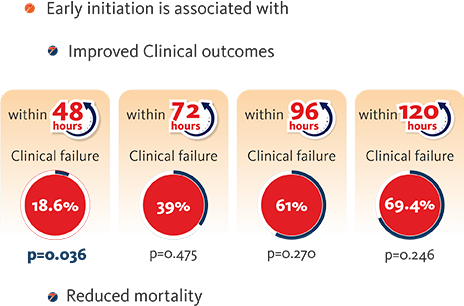 Early initiation is associated with
Improved Clinical outcomes
within 48 hours
Clinical failure
18.6%
p=0.036
within 72 hours
Clinical failure
39%
p=0.475
within 96 hours
Clinical failure
61%
p=0.270
within 120 hours
Clinical failure
69.4%
p=0.246
Reduced mortality